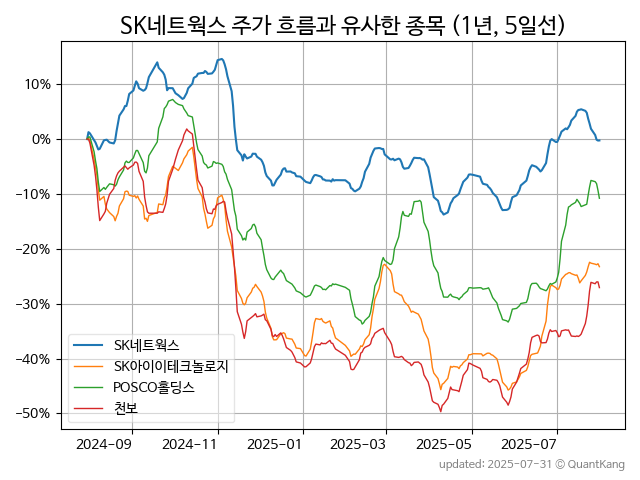 SK네트웍스 주가 흐름과 유사한 종목 (1년, 5일선)
10%
0%
−10%
−20%
−30%
−40%
−50%
SK네트웍스
SK아이이테크놀로지
POSCO홀딩스
천보
2024-09
2024-11
2025-01
2025-03
2025-05
2025-07
updated: 2025-07-31 © QuantKang